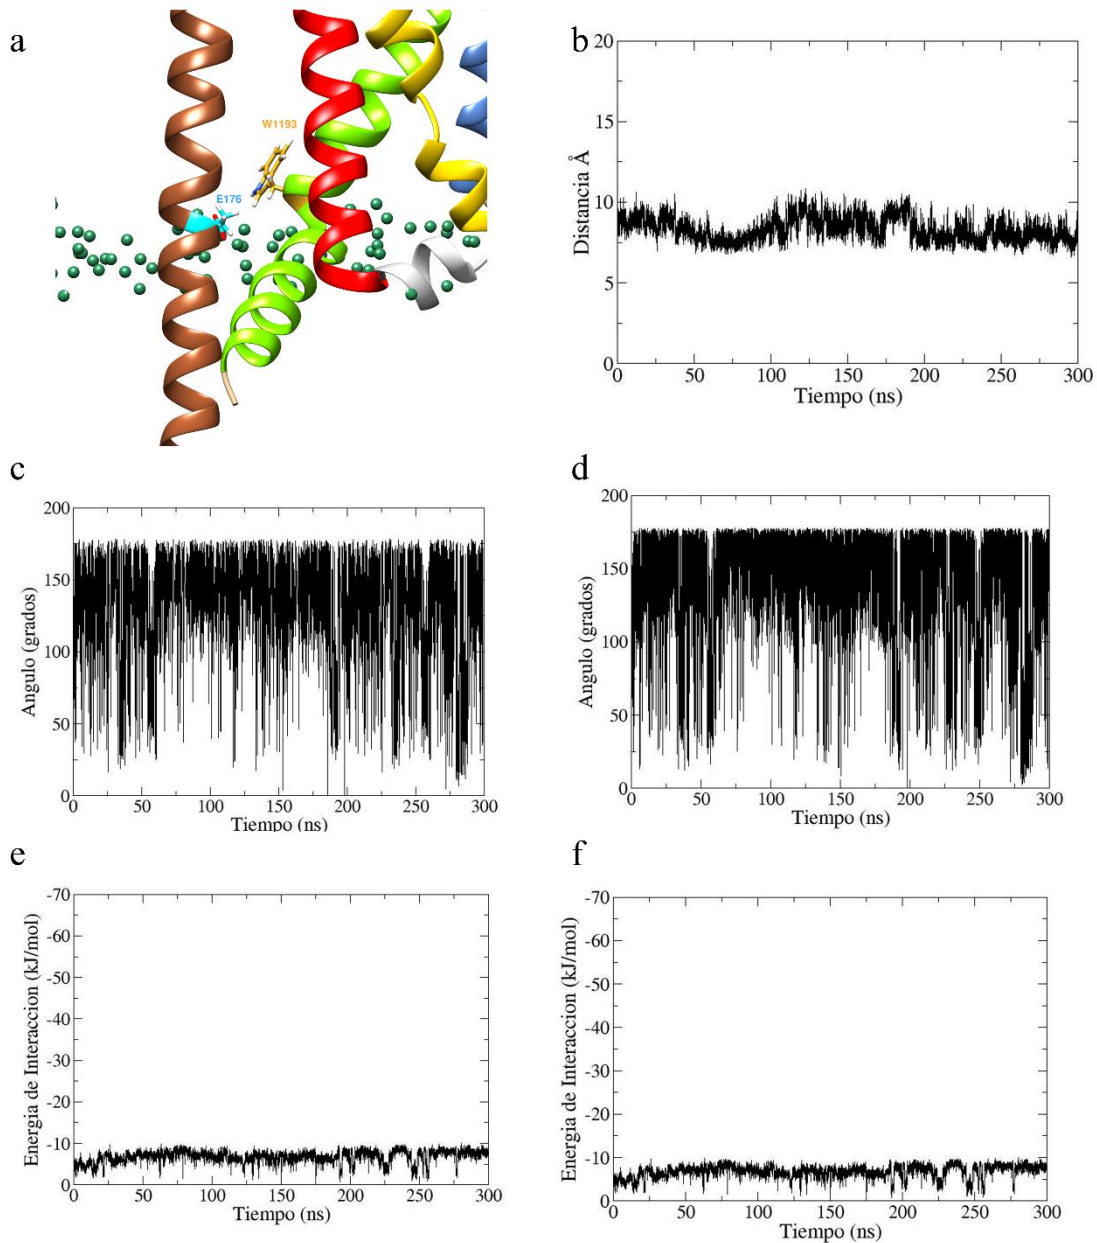 a
W1193
E176
b
20
15
10
5
0
Distancia Å
0 50 100 150 200 250 300
Tiempo (ns)
c
200
150
100
50
0
Angulo (grados)
0 50 100 150 200 250 300
Tiempo (ns)
d
200
150
100
50
0
Angulo (grados)
0 50 100 150 200 250 300
Tiempo (ns)
e
-70
-60
-50
-40
-30
-20
-10
0
Energia de Interaccion (kJ/mol)
0 50 100 150 200 250 300
Tiempo (ns)
f
-70
-60
-50
-40
-30
-20
-10
0
Energia de Interaccion (kJ/mol)
0 50 100 150 200 250 300
Tiempo (ns)